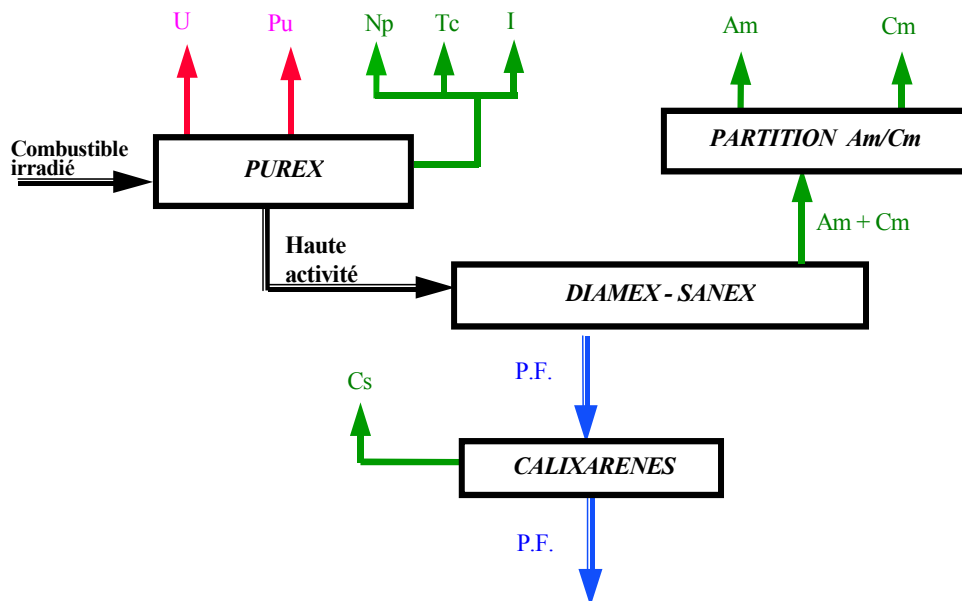 U
Pu
Np
Tc
I
Am
Cm
Combustible
irradié
PUREX
PARTITION Am/Cm
Am + Cm
Haute
activité
DIAMEX - SANEX
P.F.
Cs
CALIXARENES
P.F.